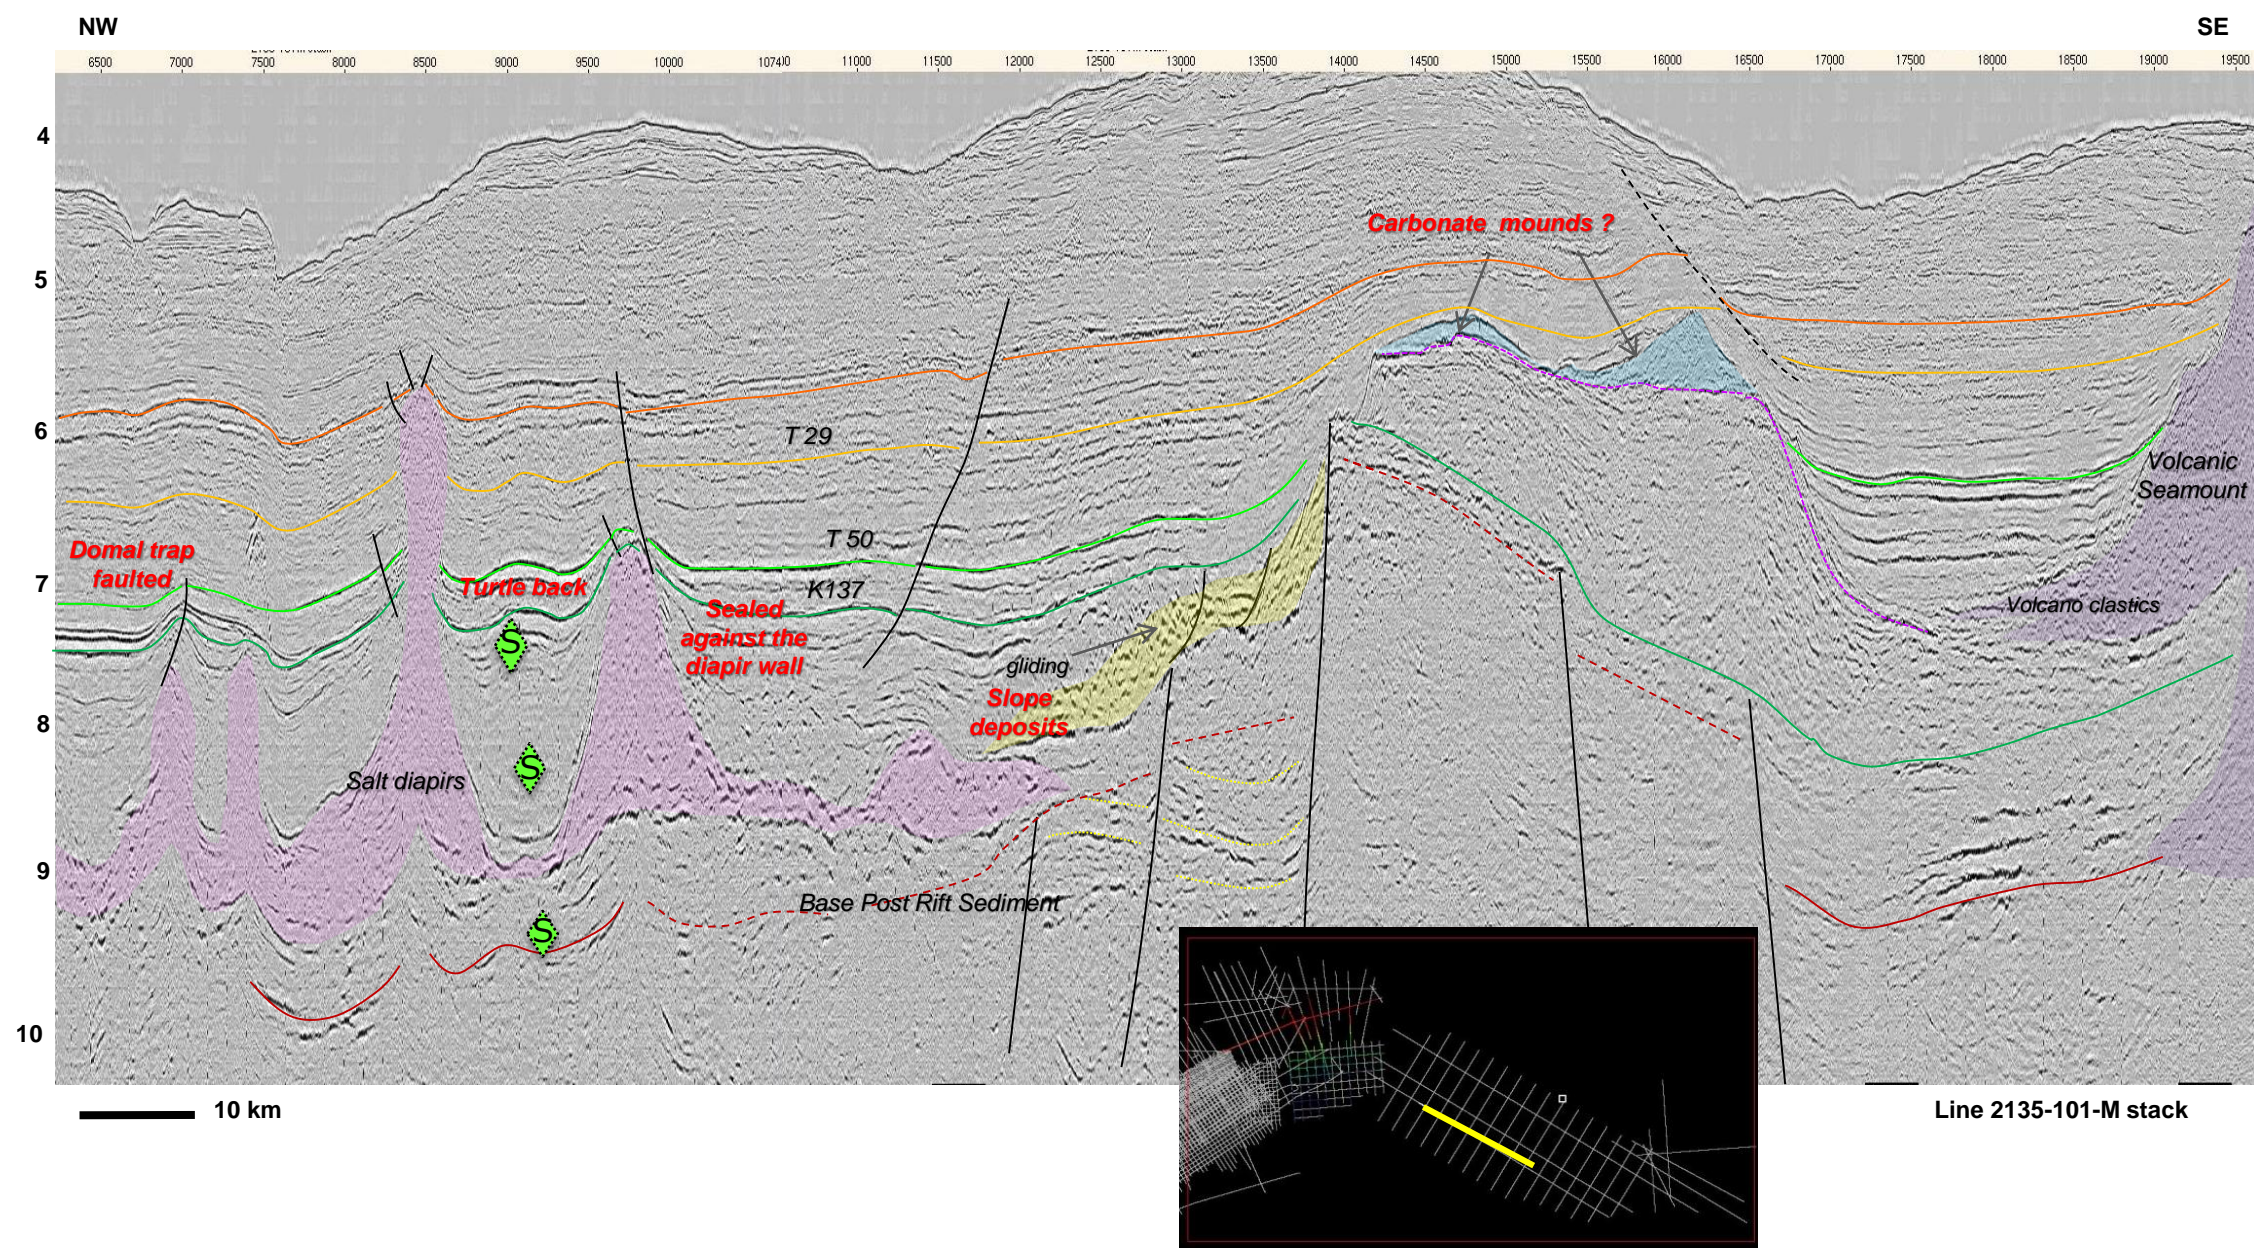 NW
SE
6500 7000 7500 8000 8500 9000 9500 10000 10740 11000 11500 12000 12500 13000 13500 14000 14500 15000 15500 16000 16500 17000 17500 18000 18500 19000 19500
4
Carbonate mounds ?
5
6
T 29
Volcanic
Seamount
T 50
Domal trap
faulted
7
Turtle back
K137
Sealed
against the
diapir wall
Volcano clastics
S
gliding
Slope
deposits
8
S
Salt diapirs
9
Base Post Rift Sediment
S
10
10 km
Line 2135-101-M stack